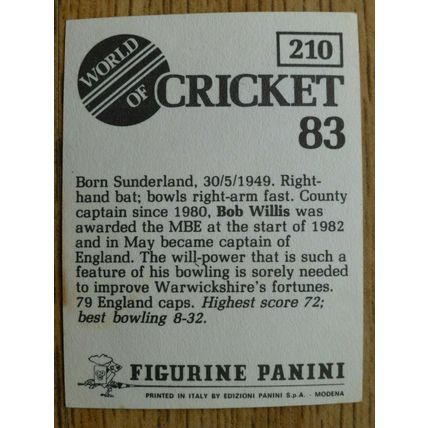 210
WORLD
OF
CRICKET
83
Born Sunderland, 30/5/1949. Right-
hand bat; bowls right-arm fast. County
captain since 1980, Bob Willis was
awarded the MBE at the start of 1982
and in May became captain of
England. The will-power that is such a
feature of his bowling is sorely needed
to improve Warwickshire's fortunes.
79 England caps. Highest score 72;
best bowling 8-32.
FIGURINE PANINI
PRINTED IN ITALY BY EDIZIONI PANINI S.p.A. - MODENA